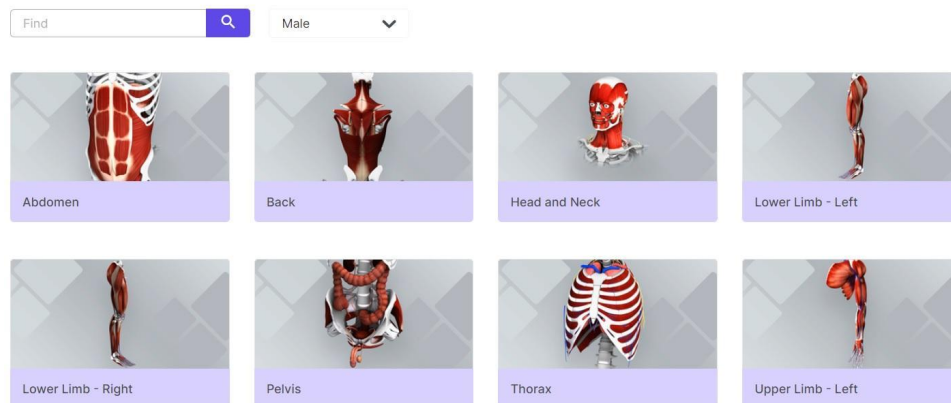 Find
Male
Abdomen
Back
Head and Neck
Lower Limb - Left
Lower Limb - Right
Pelvis
Thorax
Upper Limb - Left